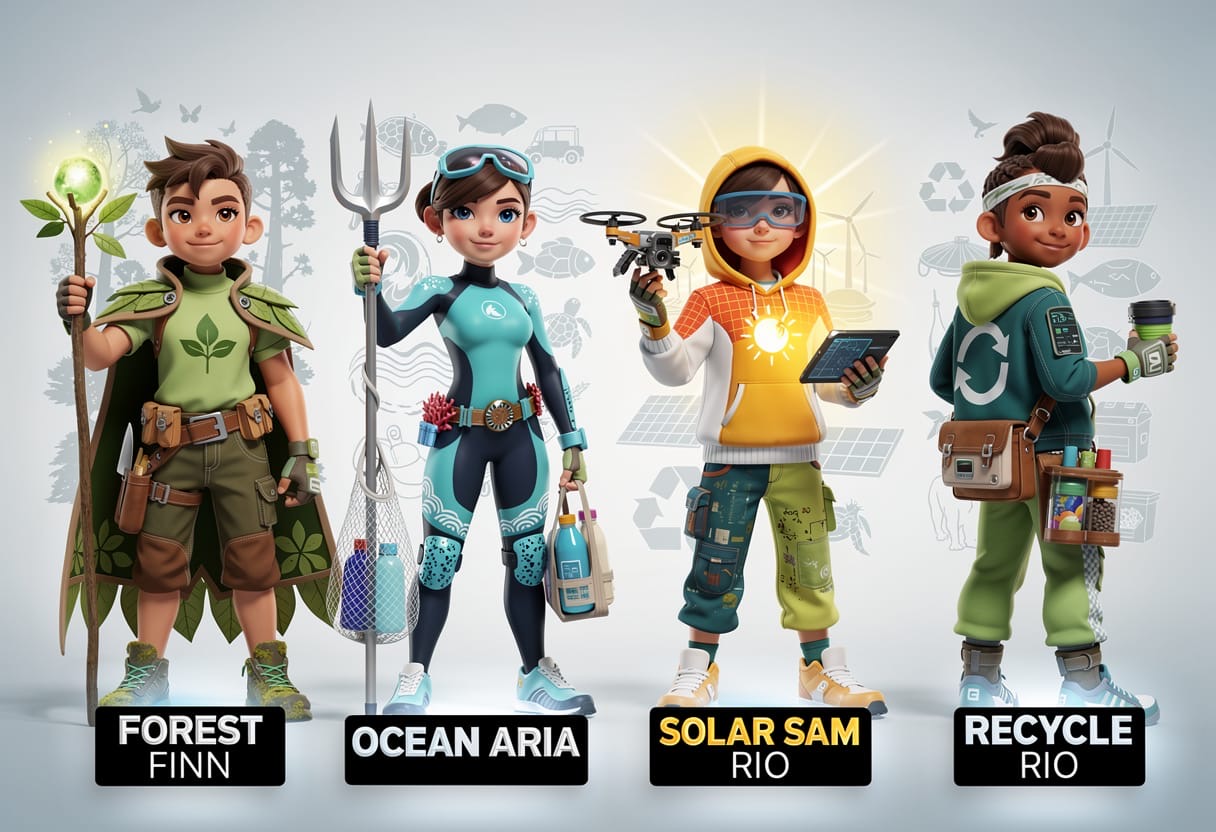 FOREST
FINN
OCEAN ARIA
SOLAR SAM
RIO
RECYCLE
RIO